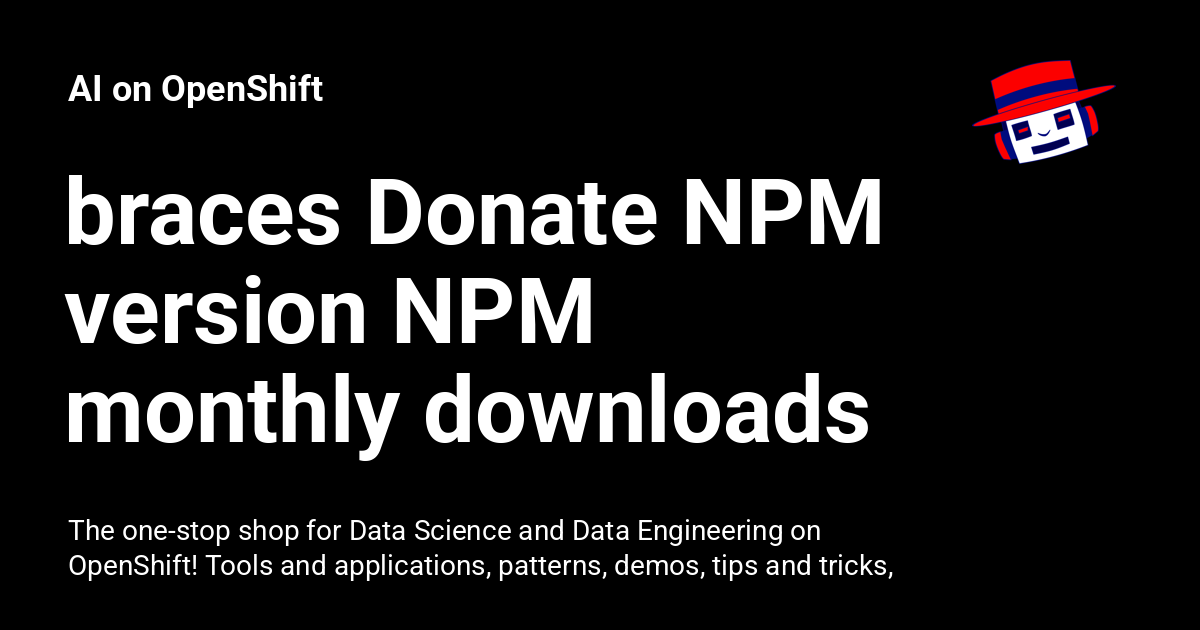 AI on OpenShift
braces Donate NPM
version NPM
monthly downloads
The one-stop shop for Data Science and Data Engineering on
OpenShift! Tools and applications, patterns, demos, tips and tricks,